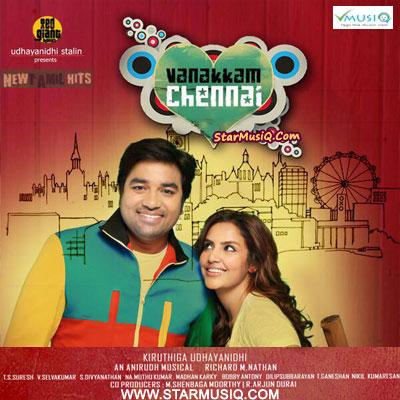 RED GIANT
MOVIES
udhayanidhi stalin
presents
VMUSIQ
NEW TAMIL HITS
vanakkam
chennai
StarMusiQ.Com
KIRUTHIGA UDHAYANIDHI
AN ANIRUDH MUSICAL RICHARD M.NATHAN
T.S.SURESH V.SELVAKUMAR S.DIVYANATHAN NA.MUTHU KUMAR MADHAN KARKY BOBBY ANTONY DILIPSUBBARAYAN T.GANESHAN NIKIL KUMARESAN
CO PRODUCERS : M.SHENBAGA MOORTHY | R.ARJUN DURAI
WWW.STARMUSIQ.COM